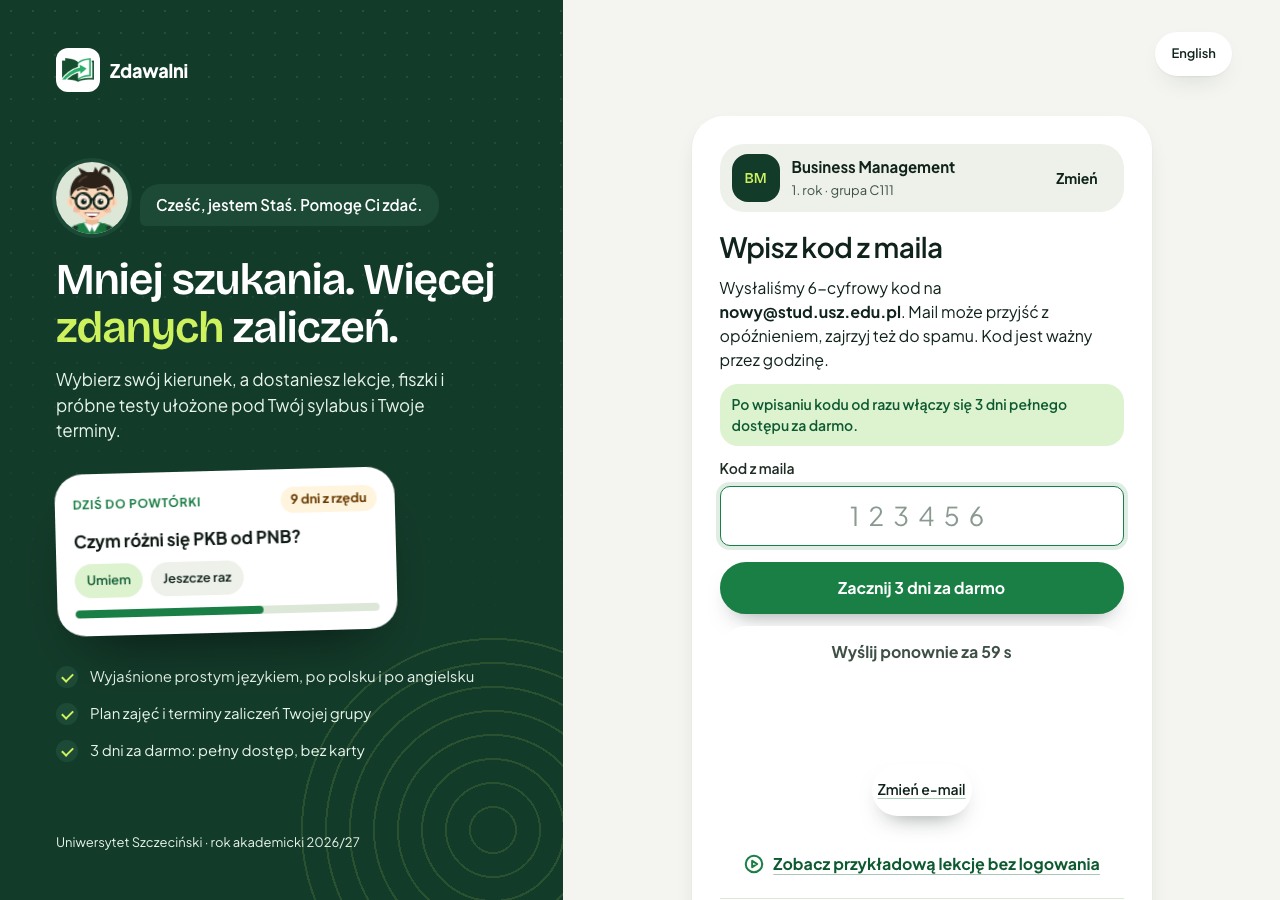 Zdawalni
Cześć, jestem Staś. Pomogę Ci zdać.
Mniej szukania. Więcej
zdanych zaliczeń.
Wybierz swój kierunek, a dostaniesz lekcje, fiszki i
próbne testy ułożone pod Twój sylabus i Twoje
terminy.
DZIŚ DO POWTÓRKI
9 dni z rzędu
Czym różni się PKB od PNB?
Umiem
Jeszcze raz
Wyjaśnione prostym językiem, po polsku i po angielsku
Plan zajęć i terminy zaliczeń Twojej grupy
3 dni za darmo: pełny dostęp, bez karty
Uniwersytet Szczeciński · rok akademicki 2026/27
English
BM
Business Management
1. rok · grupa C111
Zmień
Wpisz kod z maila
Wysłaliśmy 6-cyfrowy kod na
nowy@stud.usz.edu.pl. Mail może przyjść z
opóźnieniem, zajrzyj też do spamu. Kod jest ważny
przez godzinę.
Po wpisaniu kodu od razu włączy się 3 dni pełnego
dostępu za darmo.
Kod z maila
123456
Zacznij 3 dni za darmo
Wyślij ponownie za 59 s
Zmień e-mail
Zobacz przykładową lekcję bez logowania